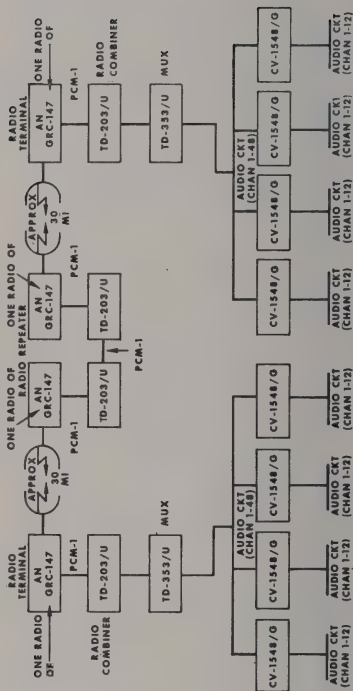 ONE RADIO OF
RADIO TERMINAL
AN GRC-147
PCM-1
RADIO COMBINER
TD-203/U
MUX
TD-353/U
APPROX 30 MI
ONE RADIO OF
RADIO REPEATER
ONE RADIO OF
AN GRC-147
AN GRC-147
PCM-1
PCM-1
TD-203/U
TD-203/U
PCM-1
APPROX 30 MI
RADIO TERMINAL
ONE RADIO OF
AN GRC-147
PCM-1
RADIO COMBINER
TD-203/U
MUX
TD-353/U
AUDIO CKT
(CHAN 1-48)
CV-1548/G
CV-1548/G
CV-1548/G
CV-1548/G
AUDIO CKT
(CHAN 1-12)
AUDIO CKT
(CHAN 1-12)
AUDIO CKT
(CHAN 1-12)
AUDIO CKT
(CHAN 1-12)
AUDIO CKT
(CHAN 1-48)
CV-1548/G
CV-1548/G
CV-1548/G
CV-1548/G
AUDIO CKT
(CHAN 1-12)
AUDIO CKT
(CHAN 1-12)
AUDIO CKT
(CHAN 1-12)
AUDIO CKT
(CHAN 1-12)